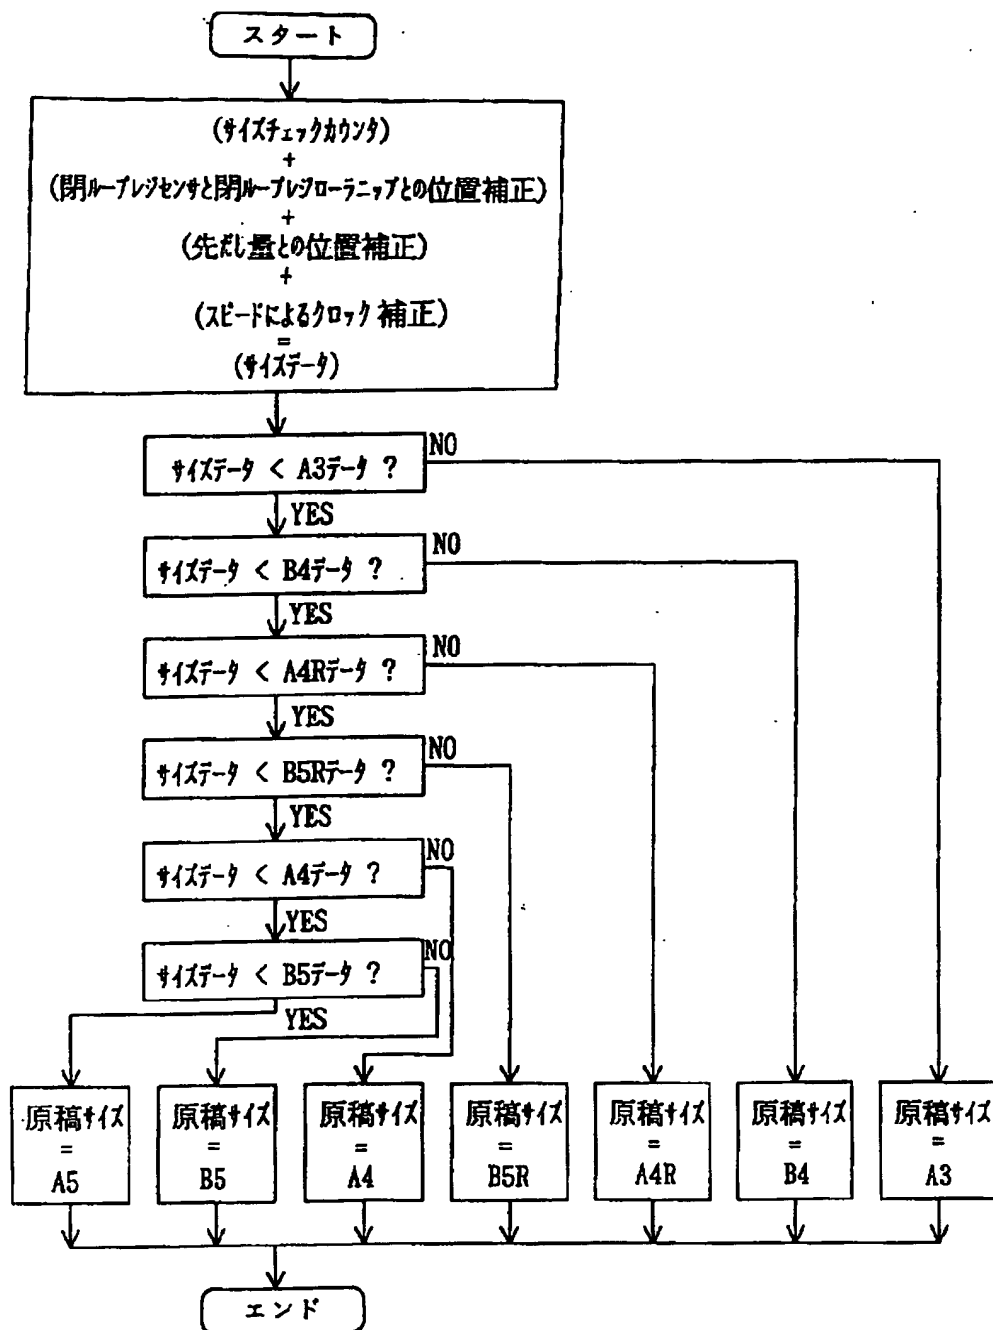 スタート
(サイズチェックカウンタ)
+
(閉ループレジセンサと閉ループレジローラニップとの位置補正)
+
(先だし量との位置補正)
+
(スピードによるクロック補正)
=
(サイズデータ)
サイズデータ < A3データ ?
NO
YES
サイズデータ < B4データ ?
NO
YES
サイズデータ < A4Rデータ ?
NO
YES
サイズデータ < B5Rデータ ?
NO
YES
サイズデータ < A4データ ?
NO
YES
サイズデータ < B5データ ?
NO
YES
原稿サイズ
=
A5
原稿サイズ
=
B5
原稿サイズ
=
A4
原稿サイズ
=
B5R
原稿サイズ
=
A4R
原稿サイズ
=
B4
原稿サイズ
=
A3
エンド